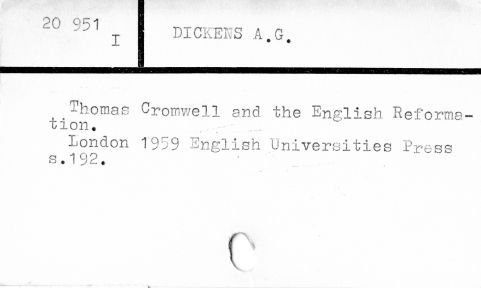 20 951
I
DICKENS A.G.
Thomas Cromwell and the English Reforma-
tion.
London 1959 English Universities Press
s.192.